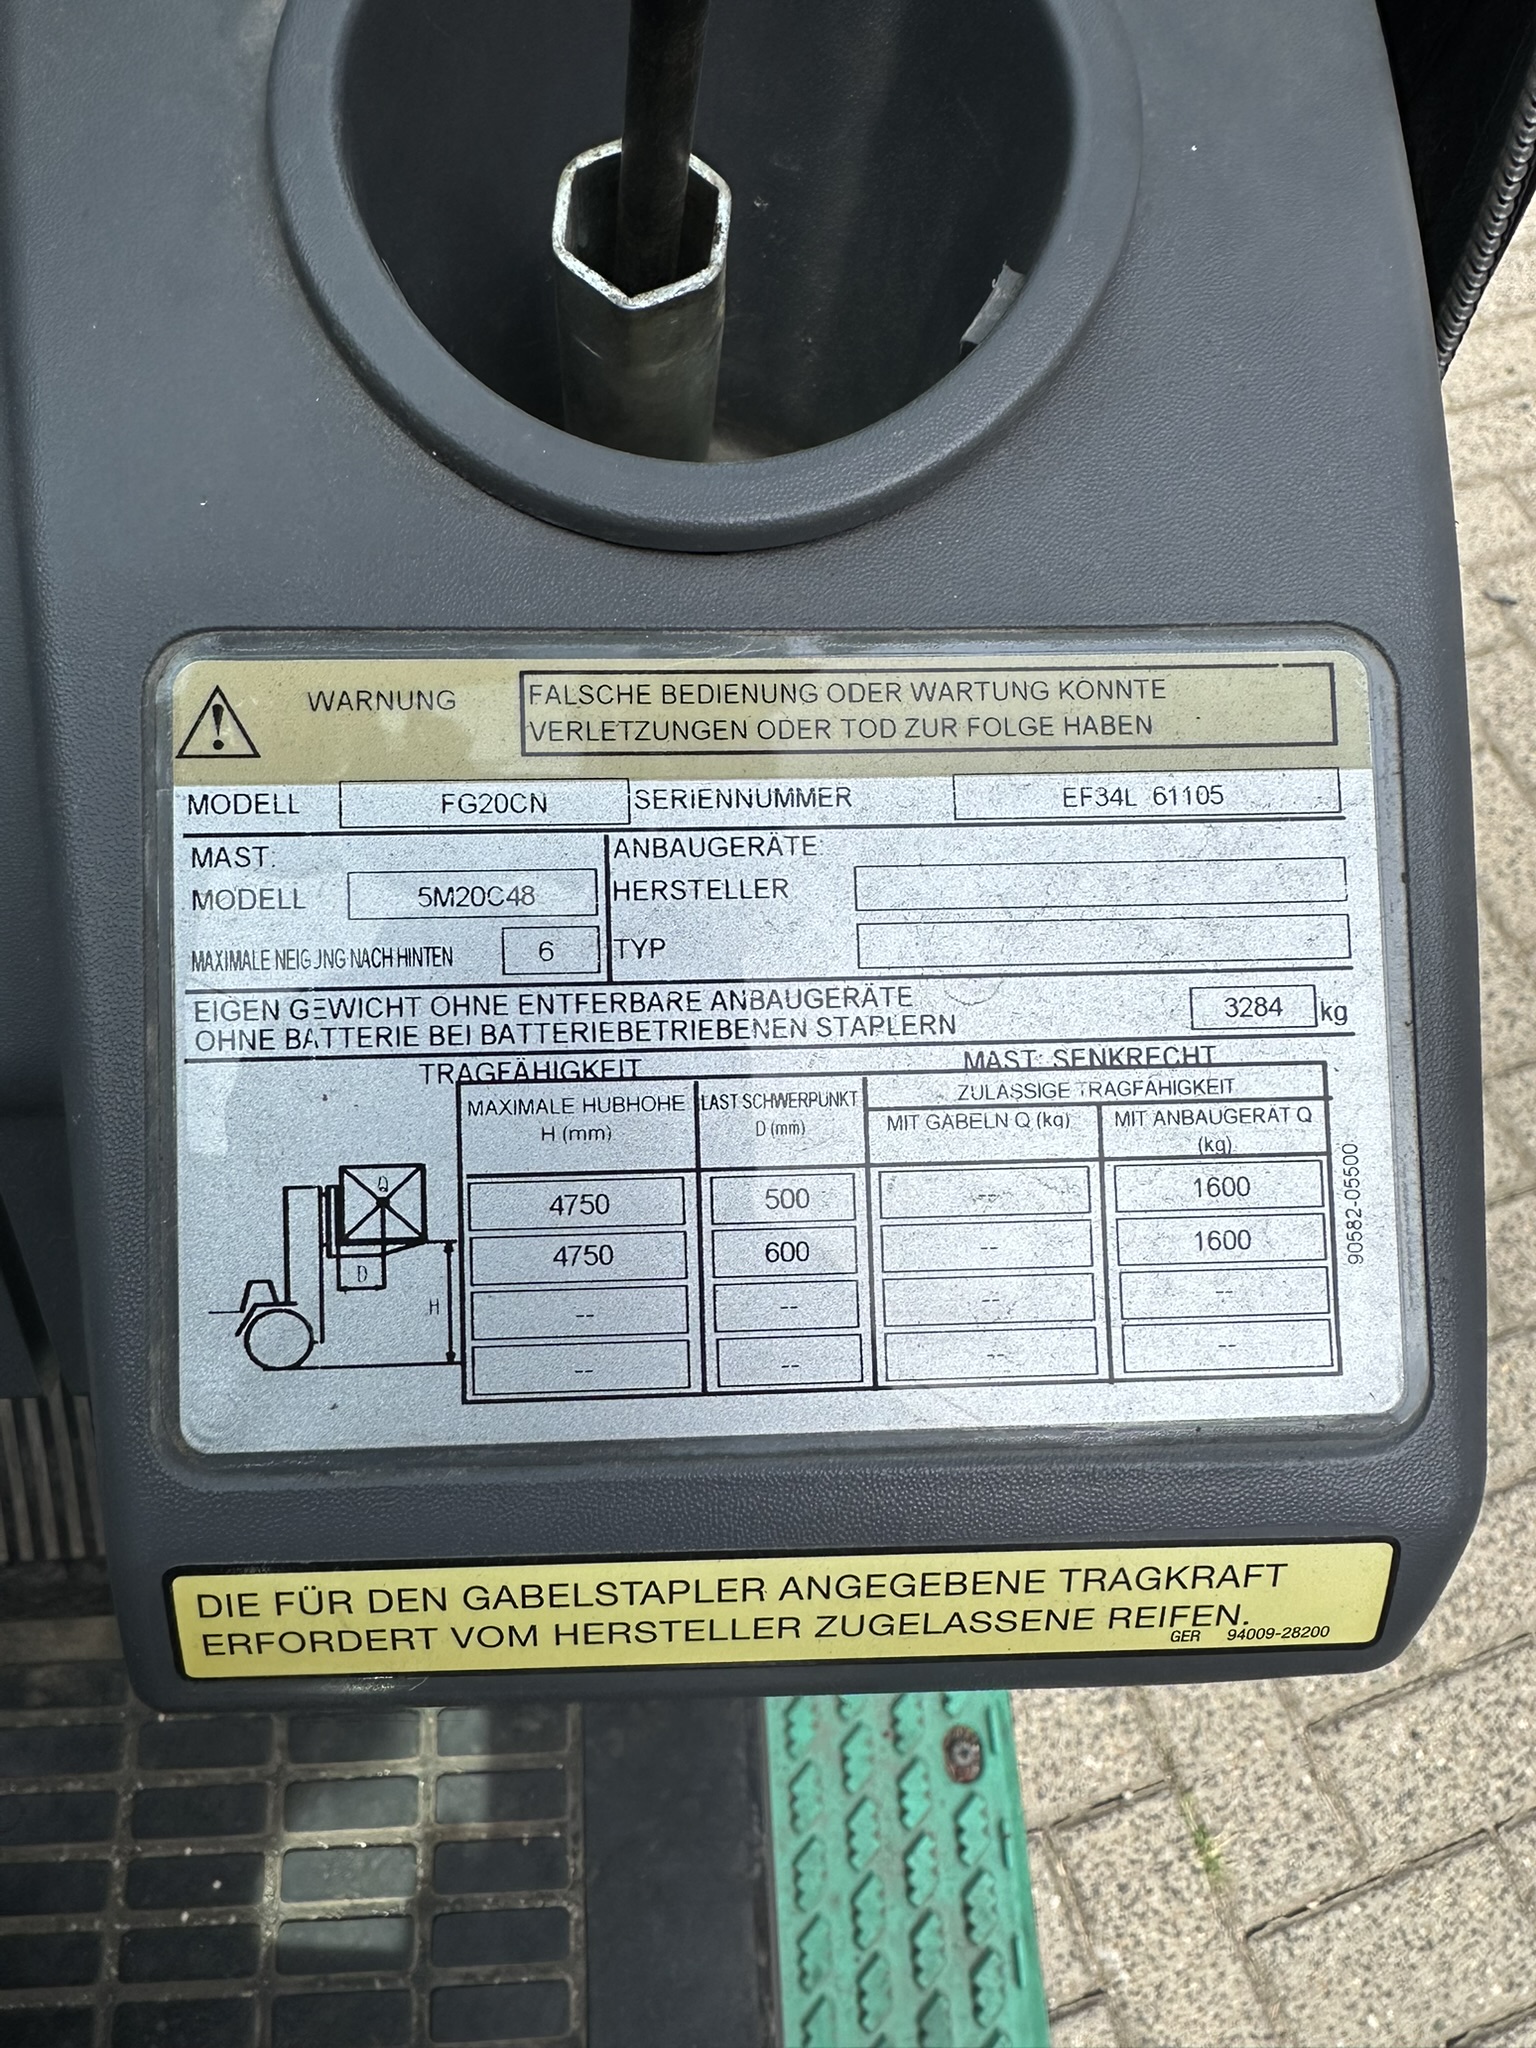 WARNUNG
FALSCHE BEDIENUNG ODER WARTUNG KÖNNTE
VERLETZUNGEN ODER TOD ZUR FOLGE HABEN
MODELL FG20CN SERIENNUMMER EF34L 61105
MAST:
MODELL 5M20C48
MAXIMALE NEIGUNG NACH HINTEN 6
ANBAUGERÄTE:
HERSTELLER
TYP
EIGEN GEWICHT OHNE ENTFERBARE ANBAUGERÄTE
OHNE BATTERIE BEI BATTERIEBETRIEBENEN STAPLERN
3284 kg
TRAGFÄHIGKEIT MAST: SENKRECHT
MAXIMALE HUBHÖHE
H (mm)
LAST SCHWERPUNKT
D (mm)
ZULÄSSIGE TRAGFÄHIGKEIT
MIT GABELN Q (kg)
MIT ANBAUGERÄT Q
(kg)
4750 500 -- 1600
4750 600 -- 1600
-- -- -- --
-- -- -- --
Q
D
H
90582-05500
DIE FÜR DEN GABELSTAPLER ANGEGEBENE TRAGKRAFT
ERFORDERT VOM HERSTELLER ZUGELASSENE REIFEN.
GER 94009-28200